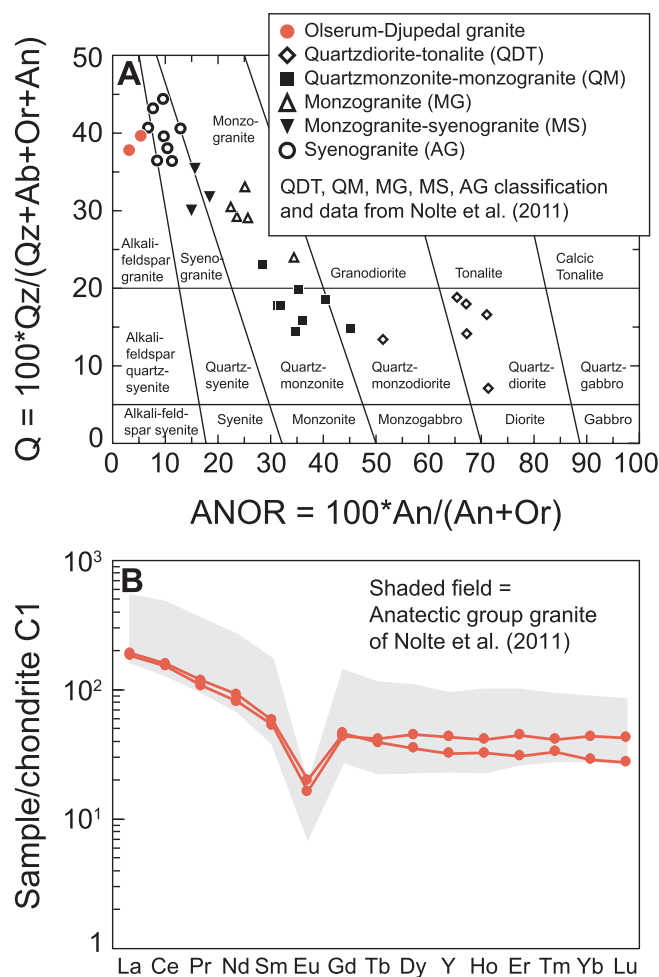 Olserum-Djupedal granite
Quartzdiorite-tonalite (QDT)
Quartzmonzonite-monzogranite (QM)
Monzogranite (MG)
Monzogranite-syenogranite (MS)
Syenogranite (AG)
QDT, QM, MG, MS, AG classification
and data from Nolte et al. (2011)
A
Q = 100*Qz/(Qz+Ab+Or+An)
50
40
30
20
10
0
Monzo-
granite
Alkali-
feldspar
granite
Syeno-
granite
Granodiorite
Tonalite
Calcic
Tonalite
Alkali-
feldspar
quartz-
syenite
Quartz-
syenite
Quartz-
monzonite
Quartz-
monzodiorite
Quartz-
diorite
Quartz-
gabbro
Alkali-feld-
spar syenite
Syenite
Monzonite
Monzogabbro
Diorite
Gabbro
0 10 20 30 40 50 60 70 80 90 100
ANOR = 100*An/(An+Or)
B
Shaded field =
Anatectic group granite
of Nolte et al. (2011)
Sample/chondrite C1
10³
10²
10¹
1
La Ce Pr Nd Sm Eu Gd Tb Dy Y Ho Er Tm Yb Lu